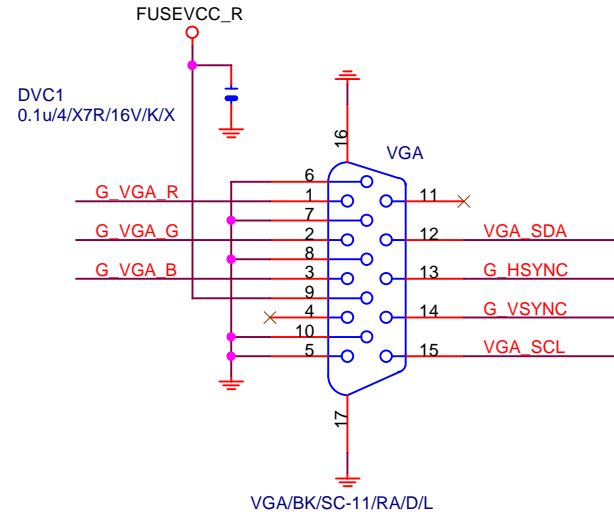 FUSEVCC_R
DVC1
0.1u/4/X7R/16V/K/X
16
VGA
6
G_VGA_R 1 11
7
G_VGA_G 2 12 VGA_SDA
8
G_VGA_B 3 13 G_HSYNC
9
4 14 G_VSYNC
10
5 15 VGA_SCL
17
VGA/BK/SC-11/RA/D/L